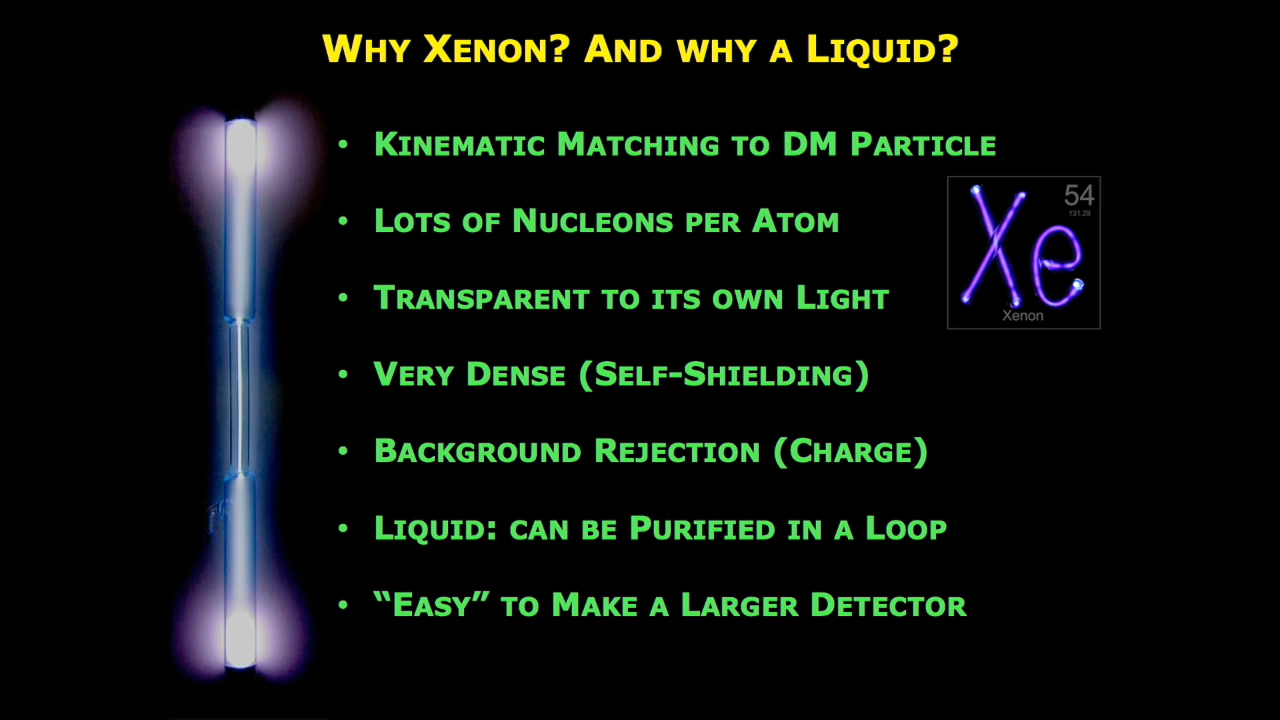 Why Xenon? And why a Liquid?
• Kinematic Matching to DM Particle
• Lots of Nucleons per Atom
• Transparent to its own Light
• Very Dense (Self-Shielding)
• Background Rejection (Charge)
• Liquid: can be Purified in a Loop
• “Easy” to Make a Larger Detector
54
131.29
Xe
Xenon